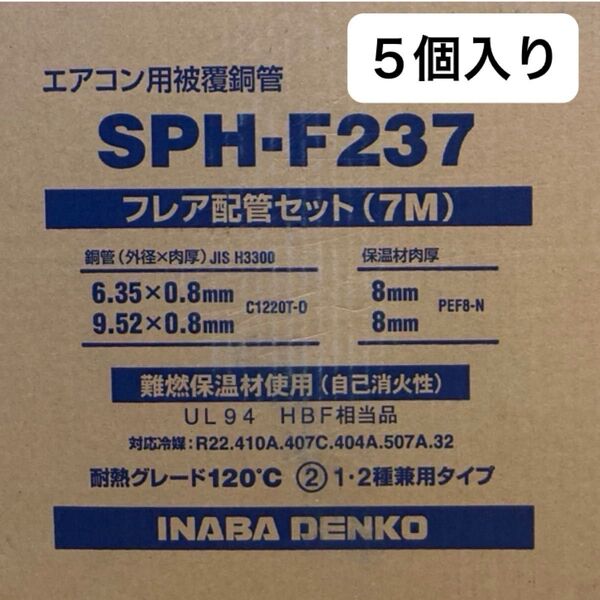 5個入り
エアコン用被覆銅管
SPH-F237
フレア配管セット(7M)
銅管(外径×肉厚)JIS H3300
6.35×0.8mm
9.52×0.8mm
C1220T-O
保温材肉厚
8mm
8mm
PEF8-N
難燃保温材使用(自己消火性)
UL94 HBF相当品
対応冷媒:R22.410A.407C.404A.507A.32
耐熱グレード120℃ ②1・2種兼用タイプ
INABA DENKO